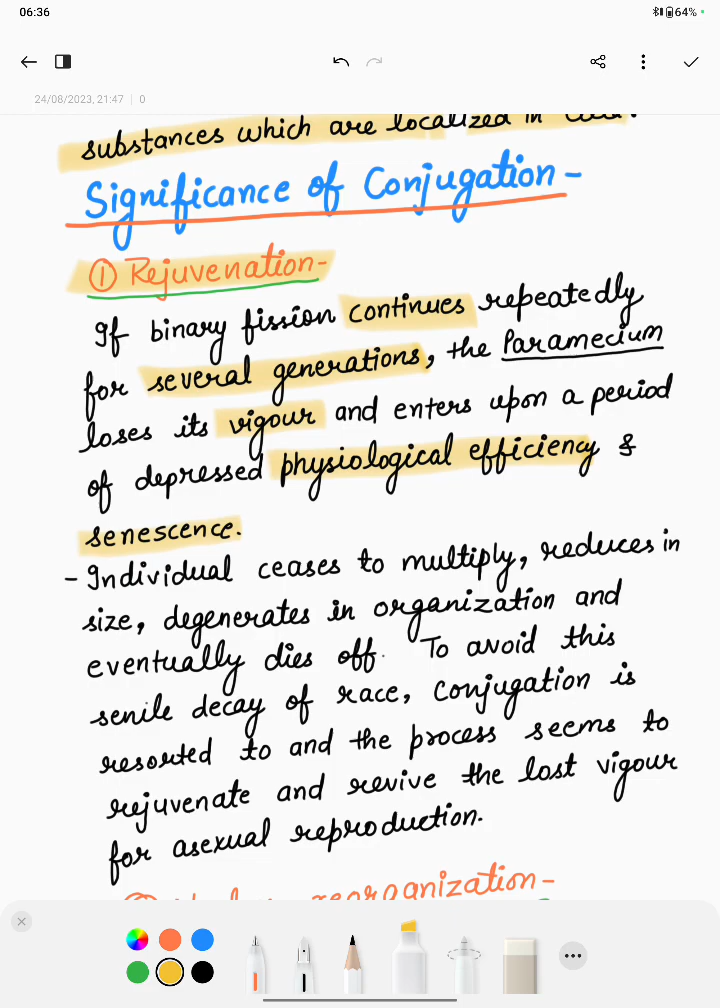 06:36
64%
24/08/2023, 21:47 | 0
substances which are localized in
Significance of Conjugation-
① Rejuvenation-
If binary fission continues repeatedly
for several generations, the Paramecium
loses its vigour and enters upon a period
of depressed physiological efficiency &
senescence.
- Individual ceases to multiply, reduces in
size, degenerates in organization and
eventually dies off. To avoid this
senile decay of race, Conjugation is
resorted to and the process seems to
rejuvenate and revive the lost vigour
for asexual reproduction.
reorganization-